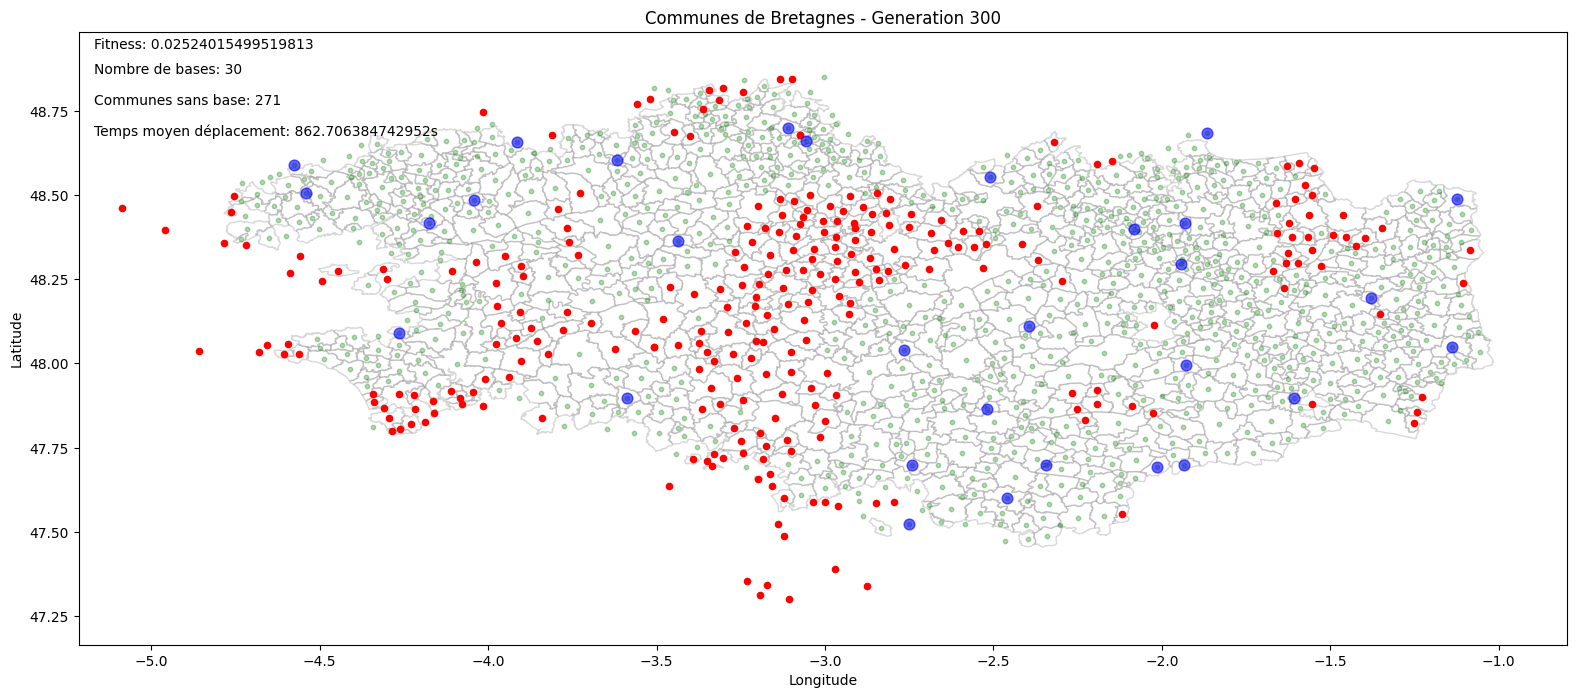 Communes de Bretagnes - Generation 300
Fitness: 0.02524015499519813
Nombre de bases: 30
Communes sans base: 271
Temps moyen déplacement: 862.706384742952s
Latitude
48.75
48.50
48.25
48.00
47.75
47.50
47.25
−5.0 −4.5 −4.0 −3.5 −3.0 −2.5 −2.0 −1.5 −1.0
Longitude